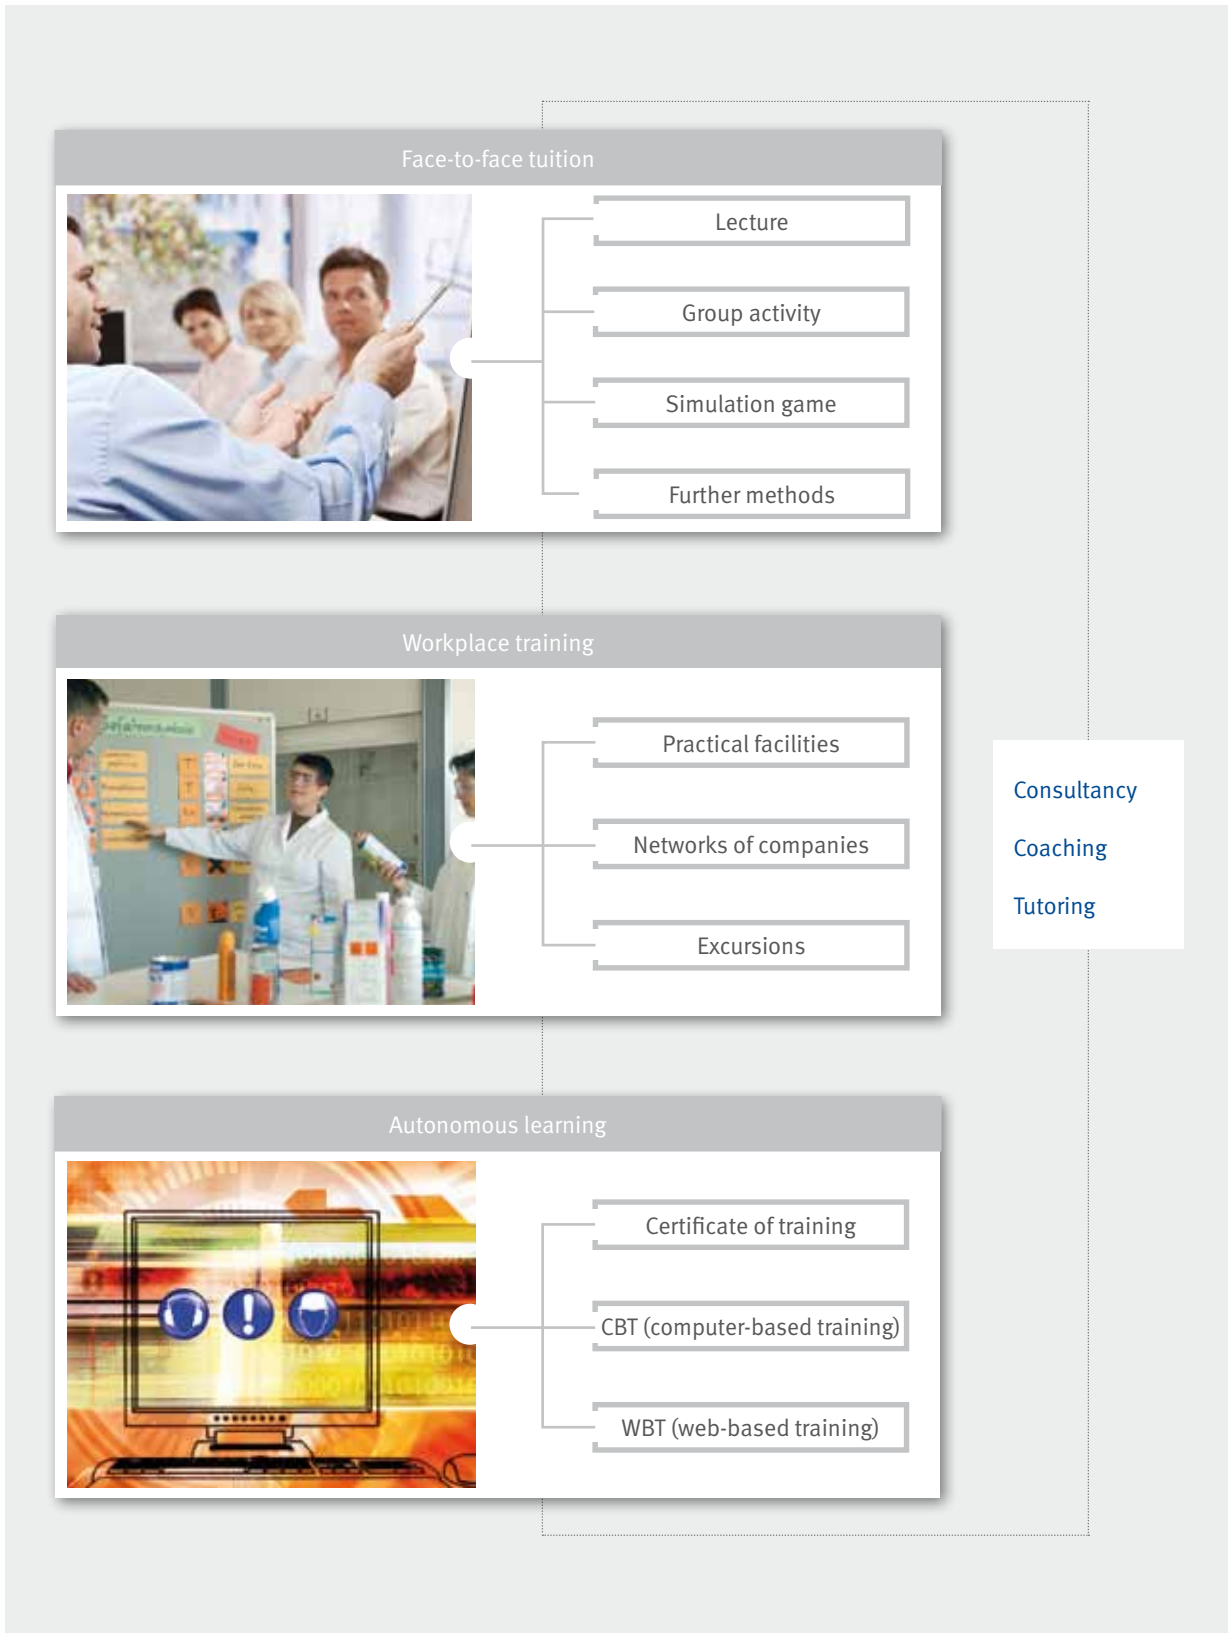 Face-to-face tuition
Lecture
Group activity
Simulation game
Further methods
Workplace training
Practical facilities
Networks of companies
Excursions
Consultancy
Coaching
Tutoring
Autonomous learning
Certificate of training
CBT (computer-based training)
WBT (web-based training)